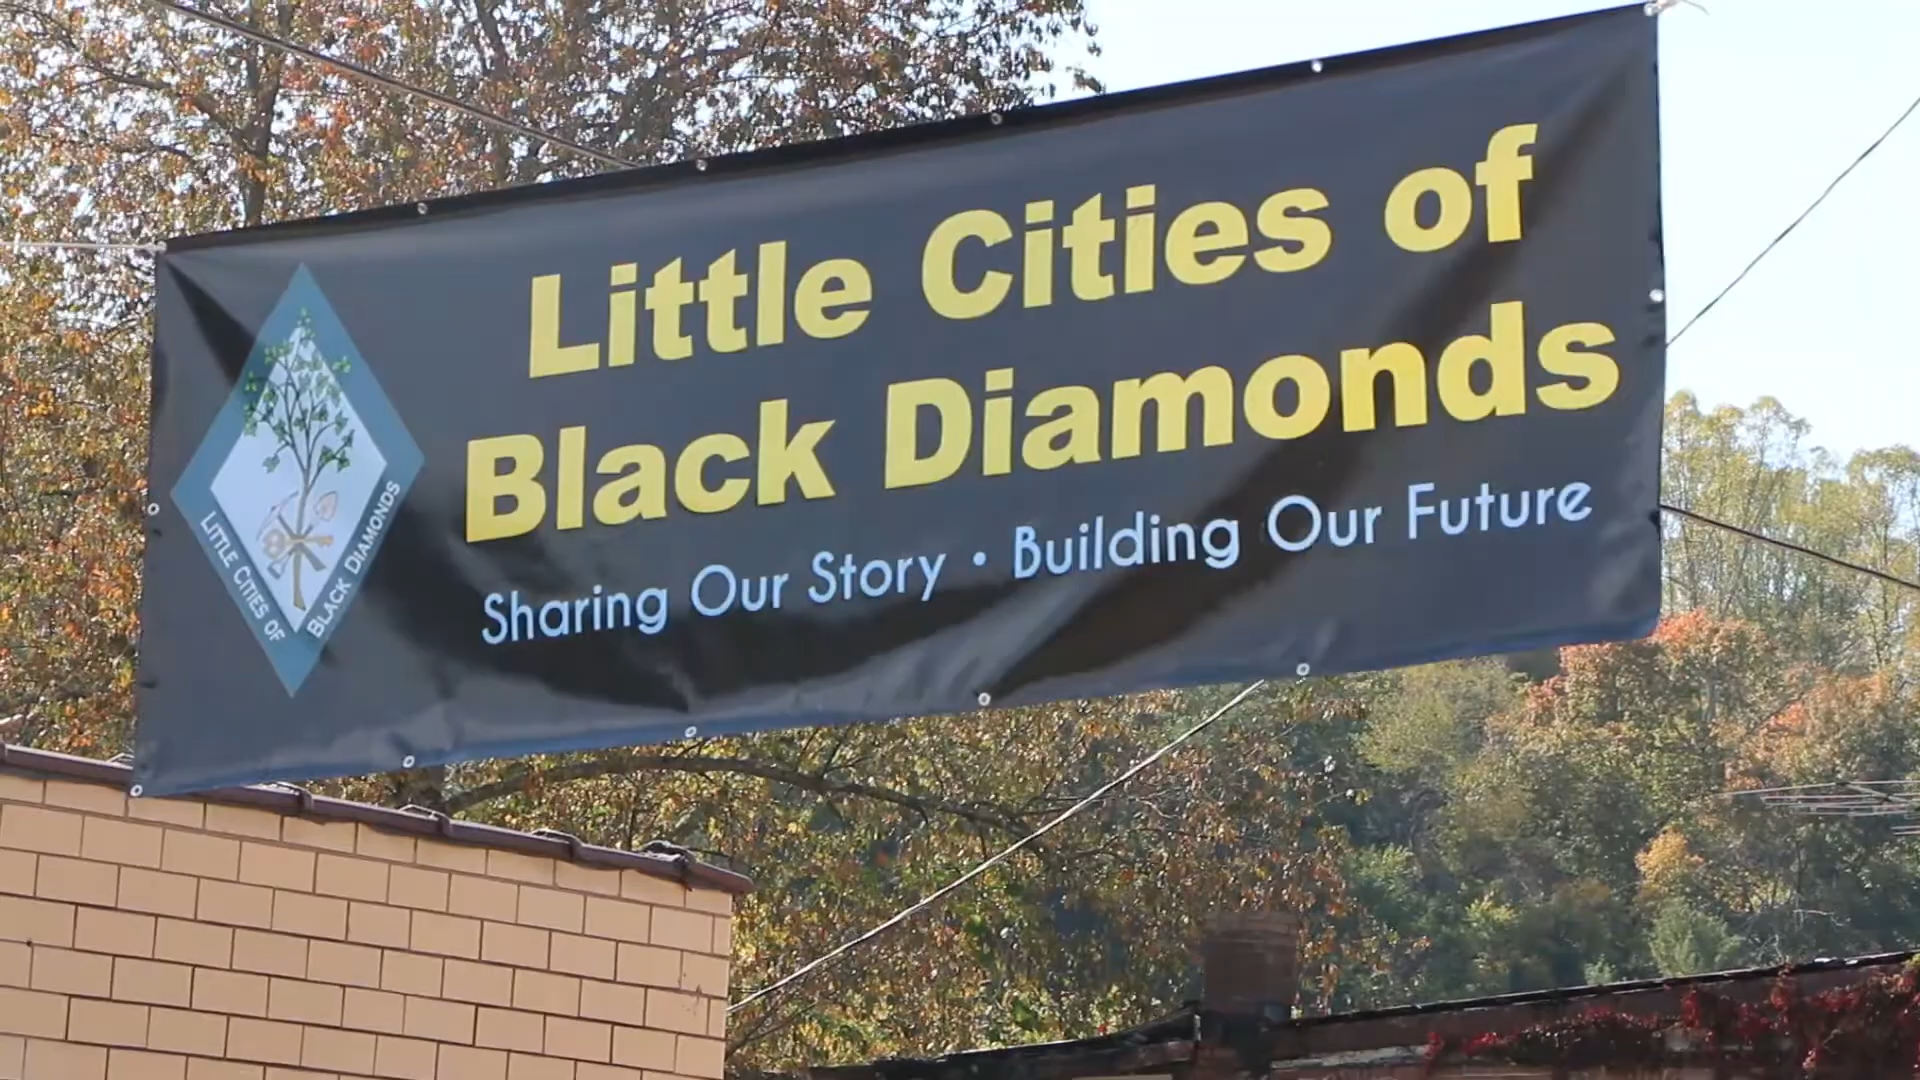 Little Cities of
Black Diamonds
Sharing Our Story • Building Our Future
LITTLE CITIES OF
BLACK DIAMONDS